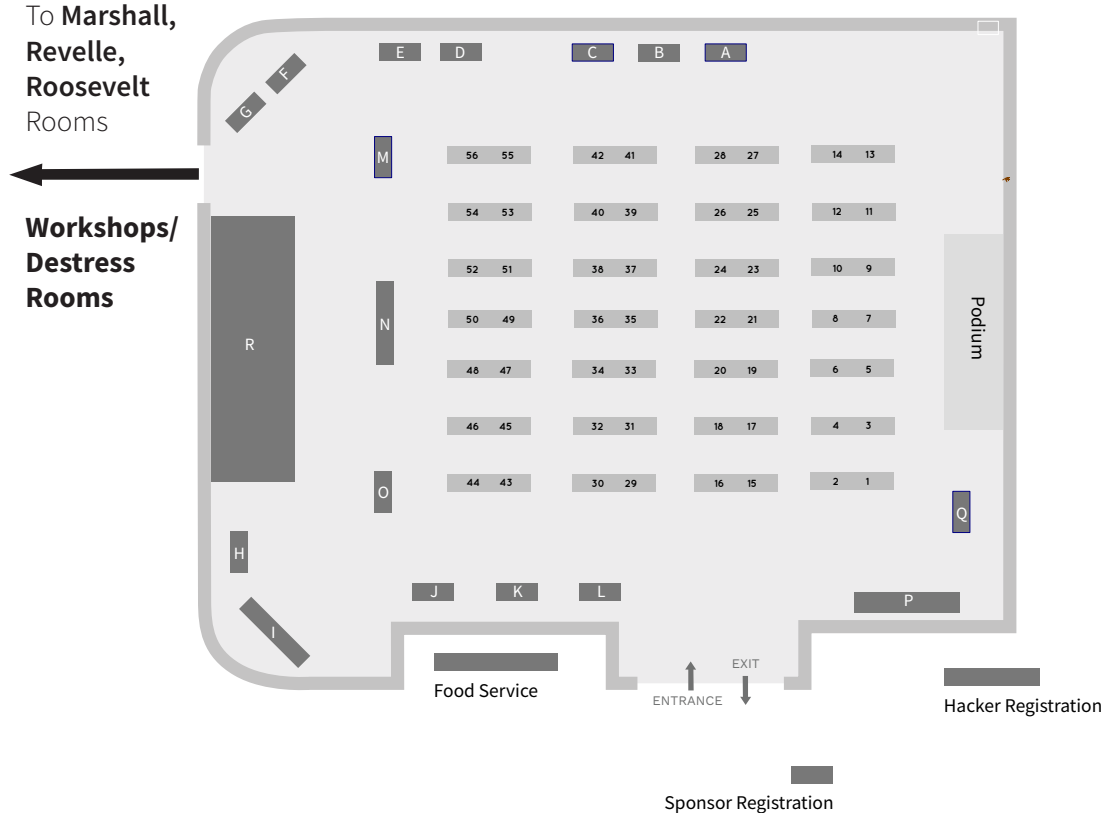 To Marshall,
Revelle,
Roosevelt
Rooms
Workshops/
Destress
Rooms
E D C B A
F
G
M
56 55 42 41 28 27 14 13
54 53 40 39 26 25 12 11
52 51 38 37 24 23 10 9
50 49 36 35 22 21 8 7
48 47 34 33 20 19 6 5
46 45 32 31 18 17 4 3
44 43 30 29 16 15 2 1
R
N
Podium
O
Q
H
I
J K L
P
Food Service
EXIT
ENTRANCE
Hacker Registration
Sponsor Registration